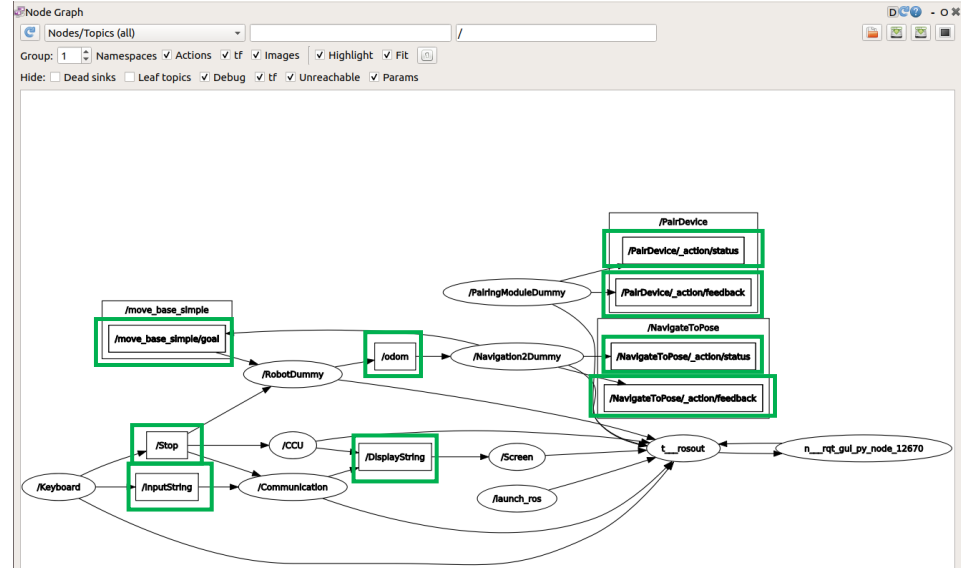 Node Graph
D - O
Nodes/Topics (all)
/
Group: 1 Namespaces Actions tf Images Highlight Fit
Hide: Dead sinks Leaf topics Debug tf Unreachable Params
/PairDevice
/PairDevice/_action/status
/PairingModuleDummy
/PairDevice/_action/feedback
/move_base_simple
/NavigateToPose
/move_base_simple/goal
/odom
/Navigation2Dummy
/NavigateToPose/_action/status
/RobotDummy
/NavigateToPose/_action/feedback
/Stop
/CCU
/DisplayString
/Screen
t___rosout
n___rqt_gui_py_node_12670
/Keyboard
/InputString
/Communication
/launch_ros